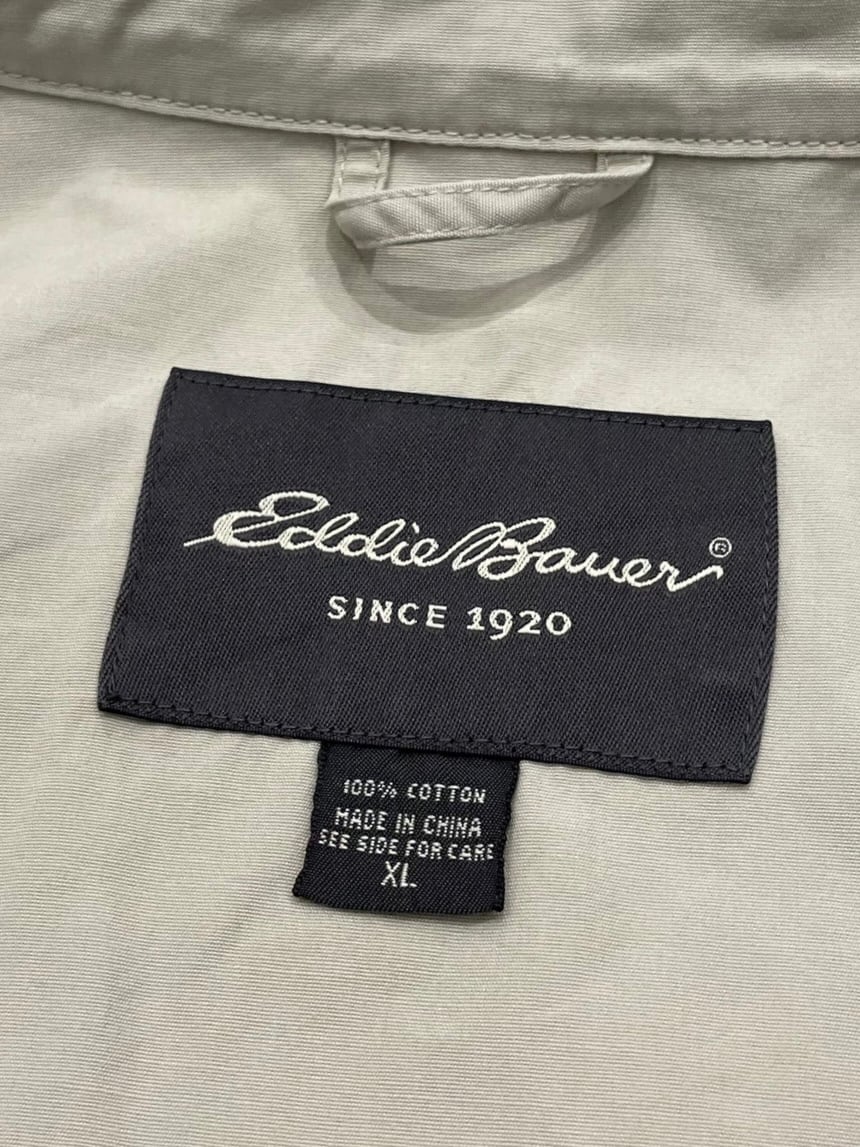 Eddie Bauer ®
SINCE 1920
100% COTTON
MADE IN CHINA
SEE SIDE FOR CARE
XL